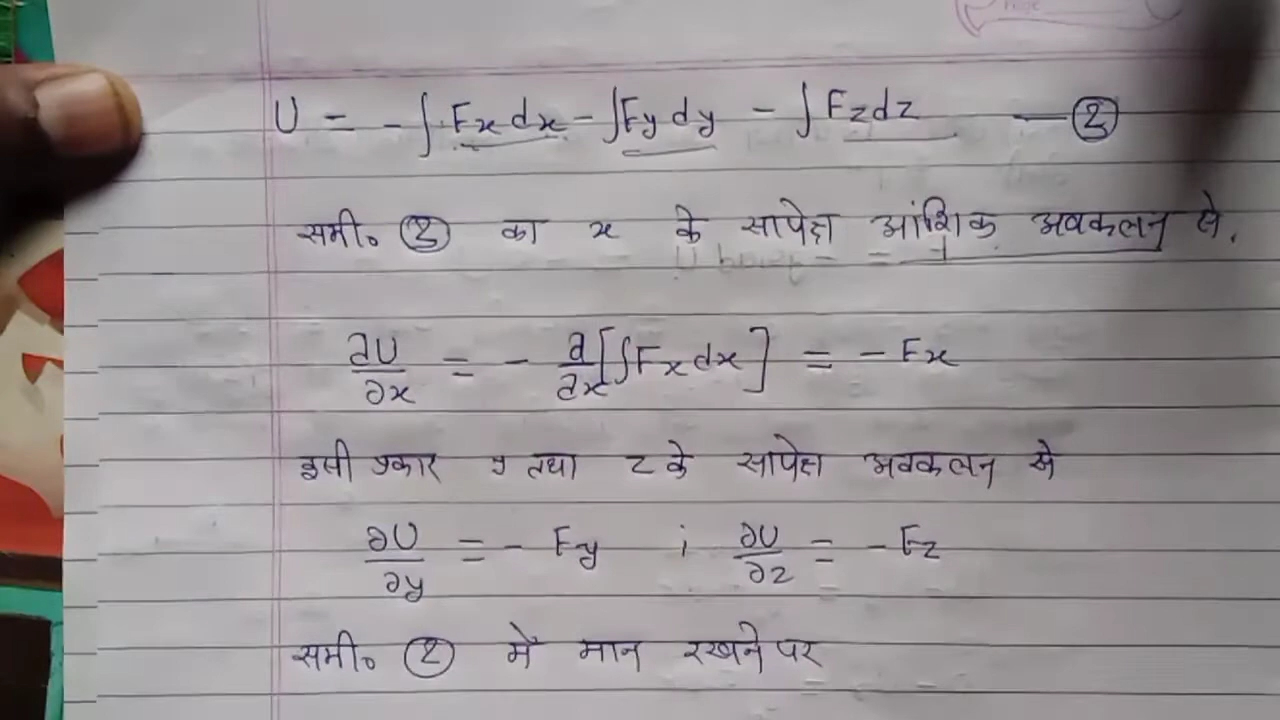 U = - ∫ Fx dx - ∫Fy dy - ∫ Fz dz — ②
समी० ② का x के सापेक्ष आंशिक अवकलन से,
∂U/∂x = - ∂/∂x [∫Fx dx] = - Fx
इसी प्रकार y तथा z के सापेक्ष अवकलन से
∂U/∂y = - Fy ; ∂U/∂z = - Fz
समी० ② में मान रखने पर